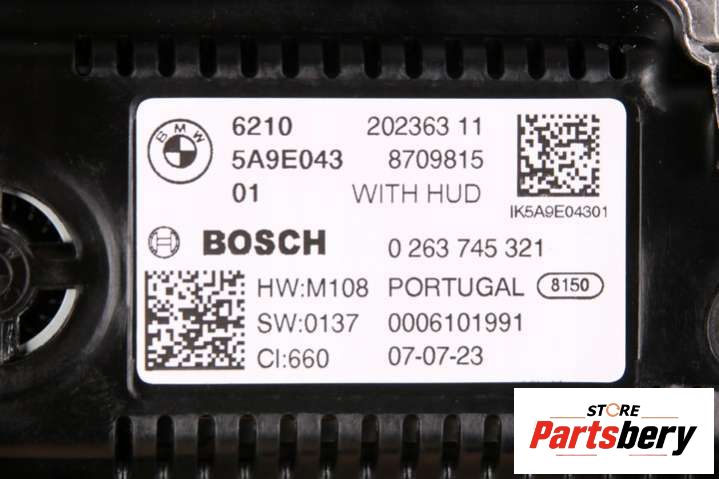 BMW
6210 202363 11
5A9E043 8709815
01 WITH HUD
IK5A9E04301
BOSCH 0 263 745 321
HW:M108 PORTUGAL 8150
SW:0137 0006101991
CI:660 07-07-23
STORE
Partsbery